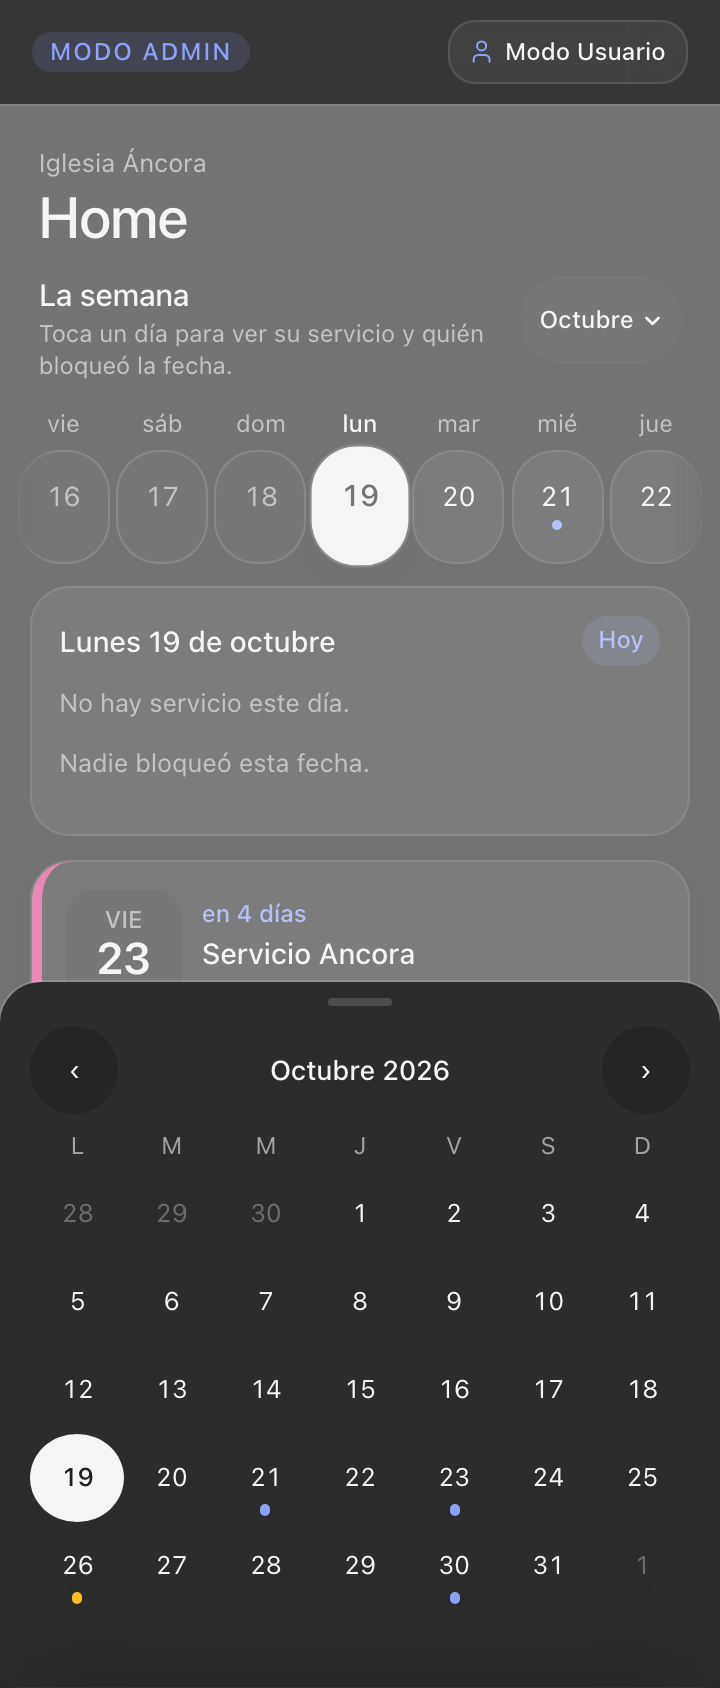 MODO ADMIN
Modo Usuario
Iglesia Áncora
Home
La semana
Toca un día para ver su servicio y quién
bloqueó la fecha.
Octubre
vie sáb dom lun mar mié jue
16 17 18 19 20 21 22
Lunes 19 de octubre
Hoy
No hay servicio este día.
Nadie bloqueó esta fecha.
VIE
23
en 4 días
Servicio Ancora
‹ Octubre 2026 ›
L M M J V S D
28 29 30 1 2 3 4
5 6 7 8 9 10 11
12 13 14 15 16 17 18
19 20 21 22 23 24 25
26 27 28 29 30 31 1